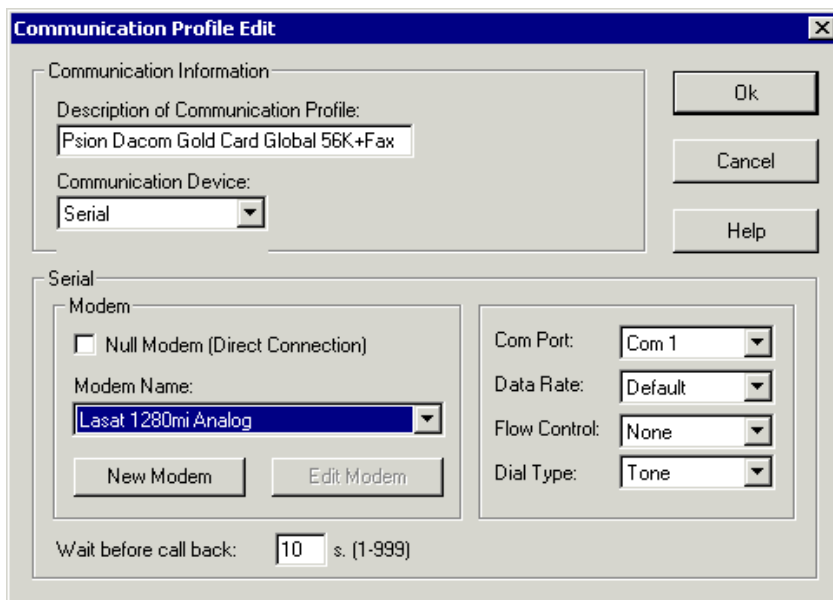 Communication Profile Edit
Communication Information
Description of Communication Profile:
Psion Dacom Gold Card Global 56K+Fax
Communication Device:
Serial
Ok
Cancel
Help
Serial
Modem
Null Modem (Direct Connection)
Modem Name:
Lasat 1280mi Analog
New Modem
Edit Modem
Com Port:
Com 1
Data Rate:
Default
Flow Control:
None
Dial Type:
Tone
Wait before call back:
10
s. (1-999)